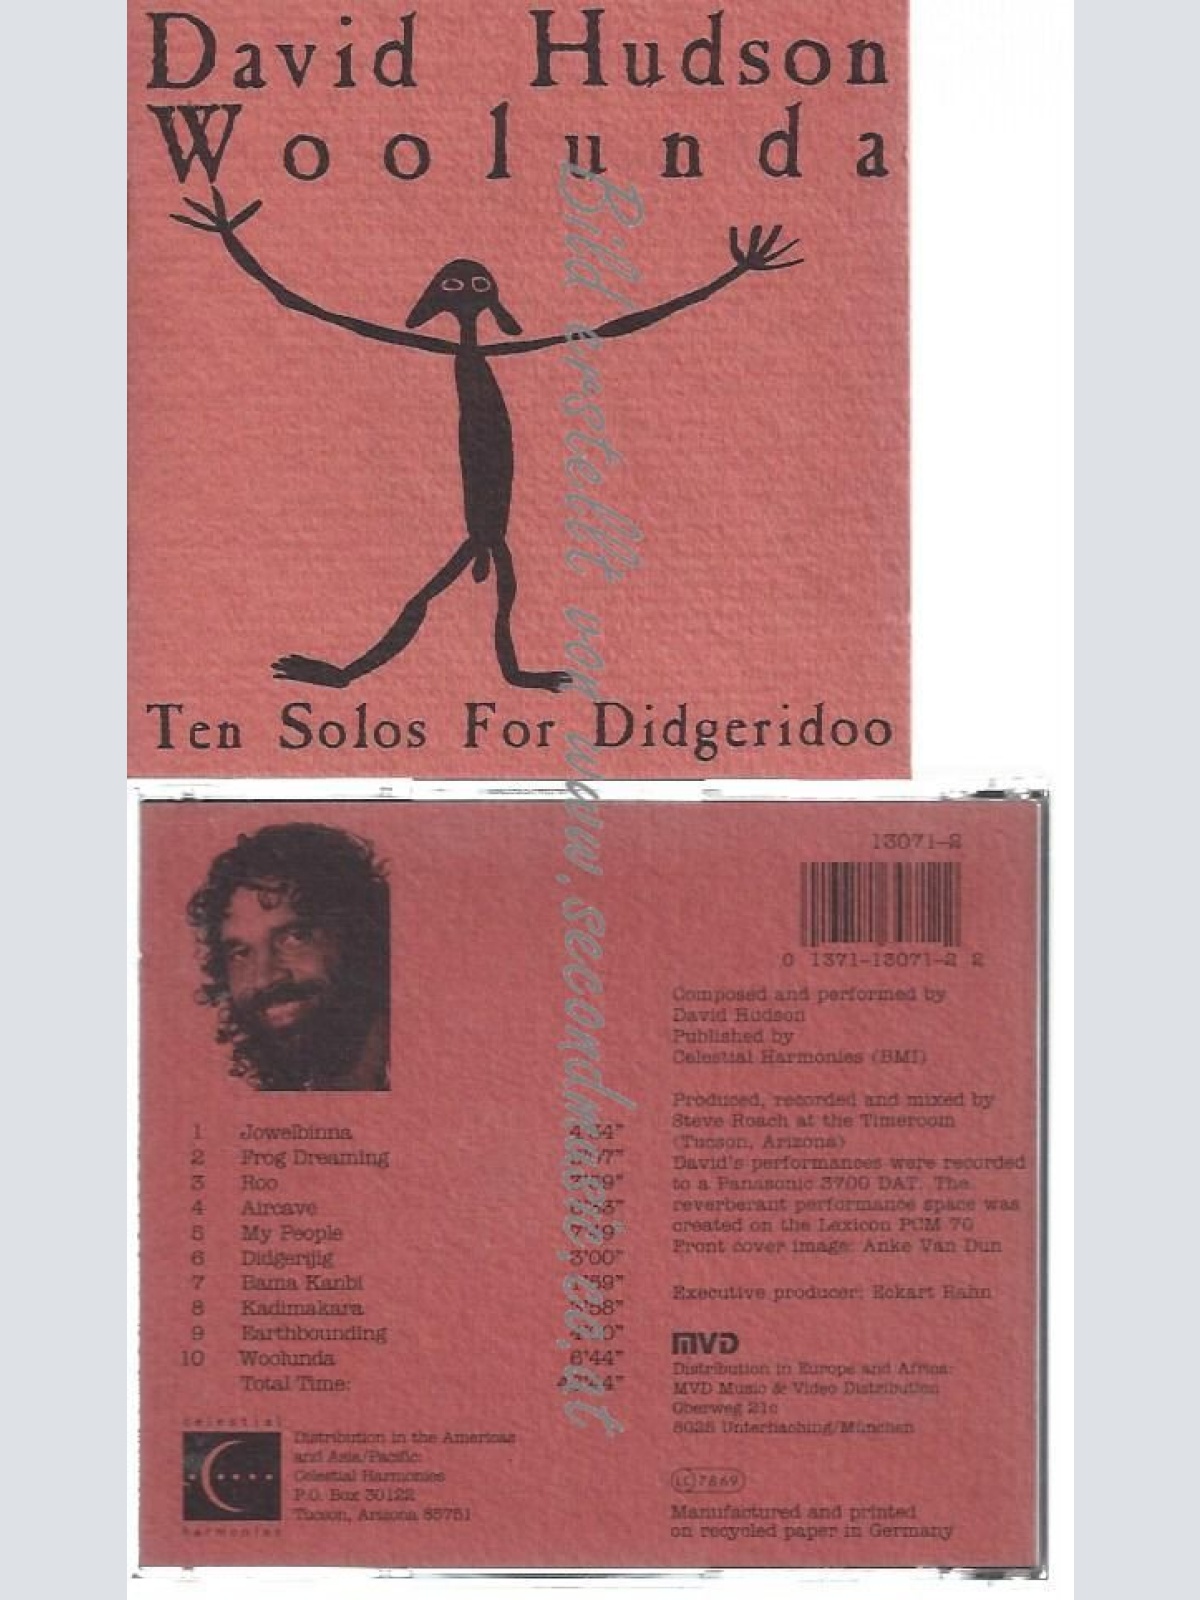 David Hudson
Woolunda
Ten Solos For Didgeridoo
Bild erstellt von www.secondmusic.co.at
13071-2
0 1371-13071-2 2
Composed and performed by
David Hudson
Published by
Celestial Harmonies (BMI)
Produced, recorded and mixed by
Steve Roach at the Timeroom
(Tucson, Arizona)
David's performances were recorded
to a Panasonic 3700 DAT. The
reverberant performance space was
created on the Lexicon PCM 70
Front cover image: Anke Van Dun
Executive producer: Eckart Rahn
MVD
Distribution in Europe and Africa:
MVD Music & Video Distribution
Oberweg 21c
8025 Unterhaching/München
LC 7869
Manufactured and printed
on recycled paper in Germany
1 Jowelbinna
2 Frog Dreaming
3 Roo
4 Aircave
5 My People
6 Didgerijig 3'00"
7 Bama Kanbi
8 Kadimakara
9 Earthbounding
10 Woolunda 6'44"
Total Time:
celestial
harmonies
Distribution in the Americas
and Asia/Pacific:
Celestial Harmonies
P.O. Box 30122
Tucson, Arizona 85751